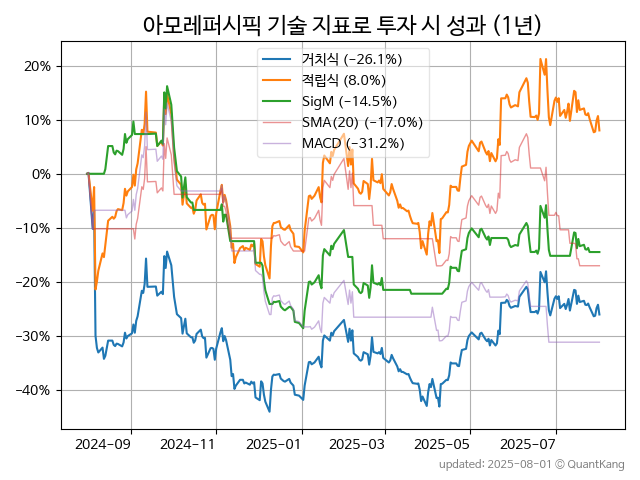 아모레퍼시픽 기술 지표로 투자 시 성과 (1년)
거치식 (−26.1%)
적립식 (8.0%)
SigM (−14.5%)
SMA(20) (−17.0%)
MACD (−31.2%)
20%
10%
0%
−10%
−20%
−30%
−40%
2024-09 2024-11 2025-01 2025-03 2025-05 2025-07
updated: 2025-08-01 © QuantKang